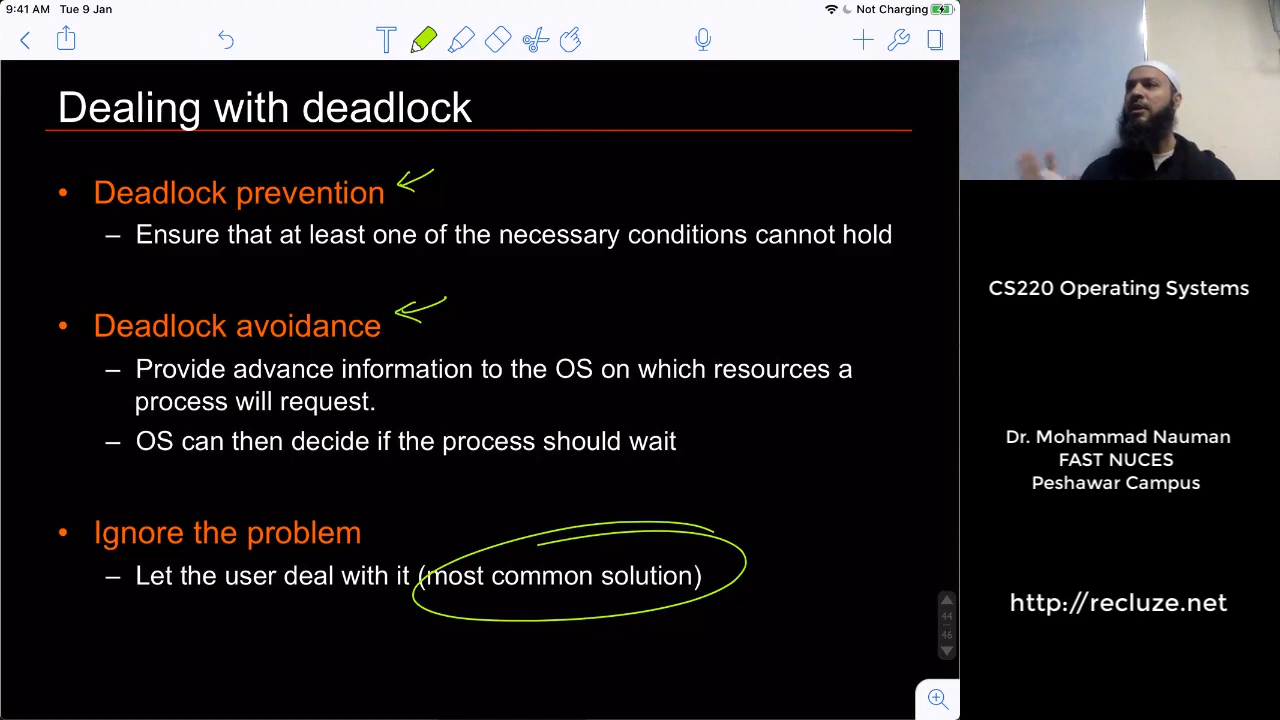 9:41 AM Tue 9 Jan
Not Charging
Dealing with deadlock
• Deadlock prevention
– Ensure that at least one of the necessary conditions cannot hold
• Deadlock avoidance
– Provide advance information to the OS on which resources a
process will request.
– OS can then decide if the process should wait
• Ignore the problem
– Let the user deal with it (most common solution)
44
46
CS220 Operating Systems
Dr. Mohammad Nauman
FAST NUCES
Peshawar Campus
http://recluze.net